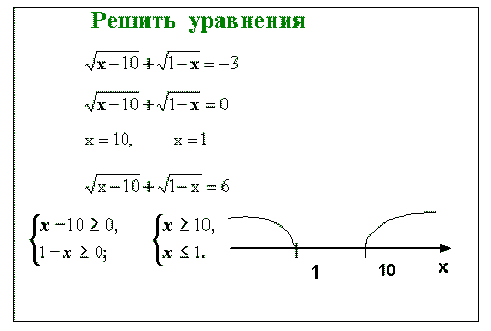 Решить уравнения
√x−10 + √1−x = −3
√x−10 + √1−x = 0
x = 10, x = 1
√x−10 + √1−x = 6
{ x −10 ≥ 0, { x ≥ 10,
1 − x ≥ 0; x ≤ 1.
1 10 x